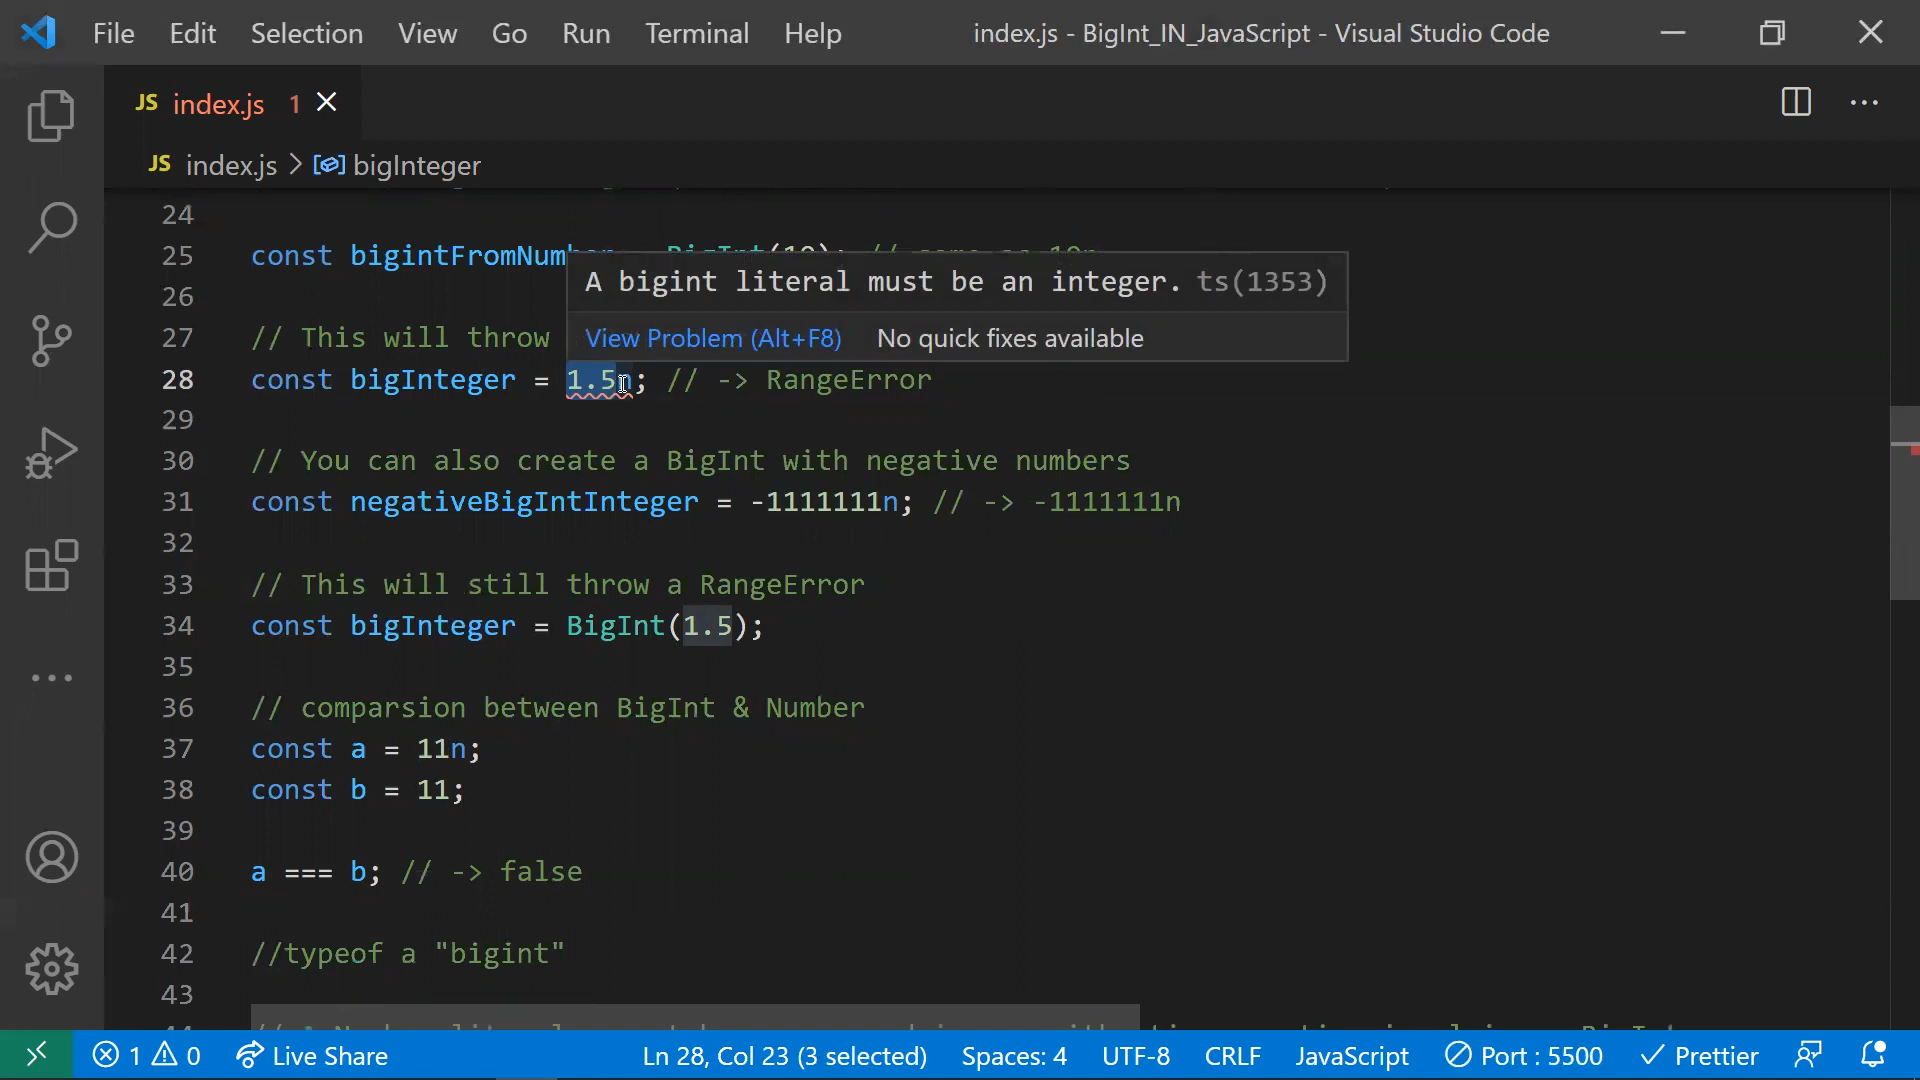 File Edit Selection View Go Run Terminal Help index.js - BigInt_IN_JavaScript - Visual Studio Code
JS index.js 1
JS index.js > bigInteger
24
25 const bigintFromNumber = BigInt(10); // same as 10n
26
A bigint literal must be an integer. ts(1353)
27 // This will throw
View Problem (Alt+F8) No quick fixes available
28 const bigInteger = 1.5n; // -> RangeError
29
30 // You can also create a BigInt with negative numbers
31 const negativeBigIntInteger = -1111111n; // -> -1111111n
32
33 // This will still throw a RangeError
34 const bigInteger = BigInt(1.5);
35
36 // comparsion between BigInt & Number
37 const a = 11n;
38 const b = 11;
39
40 a === b; // -> false
41
42 //typeof a "bigint"
43
1 0 Live Share Ln 28, Col 23 (3 selected) Spaces: 4 UTF-8 CRLF JavaScript Port : 5500 Prettier